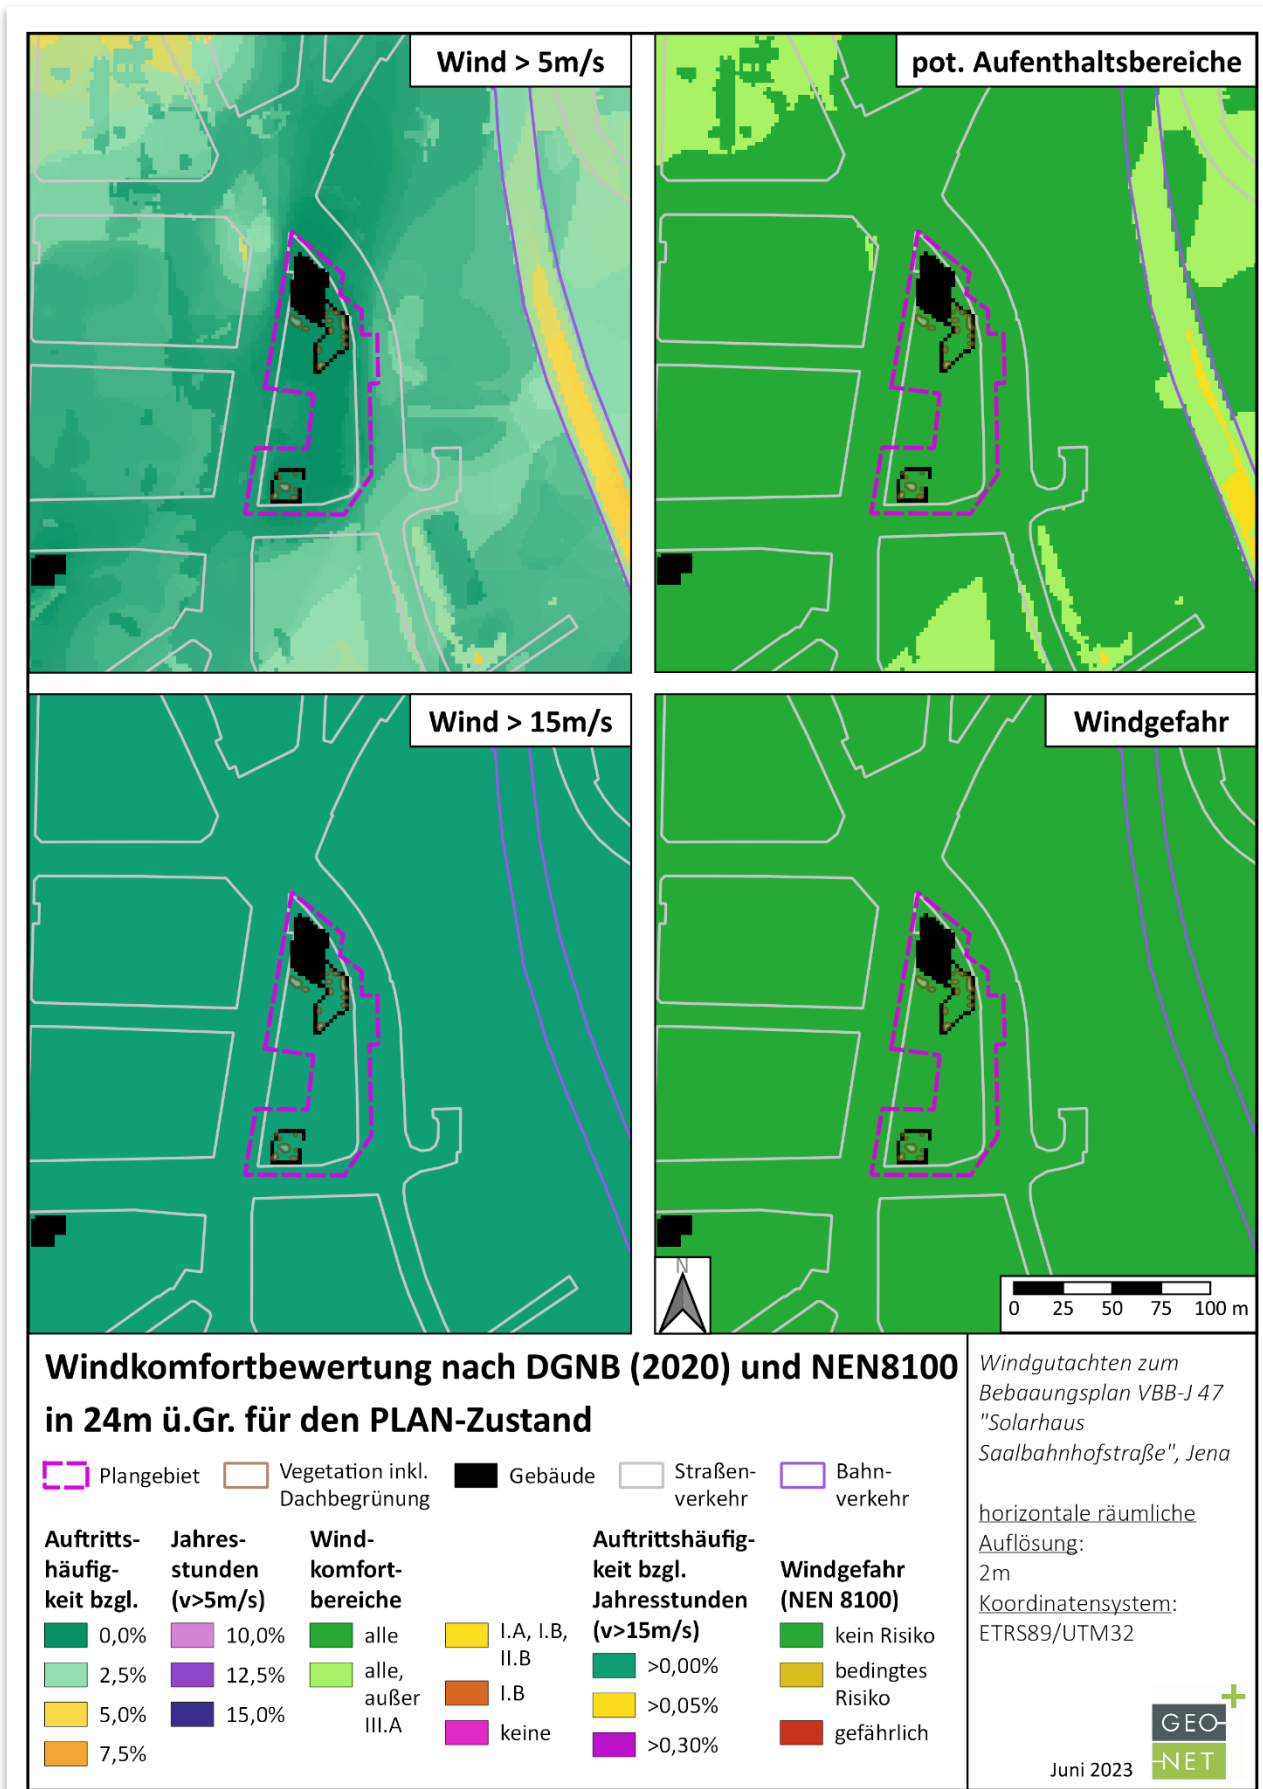 Wind > 5m/s
pot. Aufenthaltsbereiche
Wind > 15m/s
Windgefahr
N
0 25 50 75 100 m
Windkomfortbewertung nach DGNB (2020) und NEN8100
in 24m ü.Gr. für den PLAN-Zustand
Plangebiet
Vegetation inkl.
Dachbegrünung
Gebäude
Straßen-
verkehr
Bahn-
verkehr
Auftritts-
häufig-
keit bzgl.
0,0%
2,5%
5,0%
7,5%
Jahres-
stunden
(v>5m/s)
10,0%
12,5%
15,0%
Wind-
komfort-
bereiche
alle
alle,
außer
III.A
I.A, I.B,
II.B
I.B
keine
Auftrittshäufig-
keit bzgl.
Jahresstunden
(v>15m/s)
>0,00%
>0,05%
>0,30%
Windgefahr
(NEN 8100)
kein Risiko
bedingtes
Risiko
gefährlich
Windgutachten zum
Bebaaungsplan VBB-J 47
"Solarhaus
Saalbahnhofstraße", Jena
horizontale räumliche
Auflösung:
2m
Koordinatensystem:
ETRS89/UTM32
Juni 2023
GEO-
NET